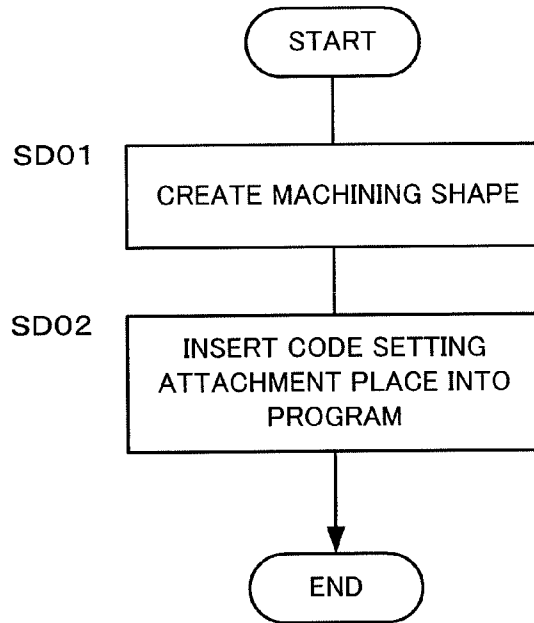 START
SD01
CREATE MACHINING SHAPE
SD02
INSERT CODE SETTING
ATTACHMENT PLACE INTO
PROGRAM
END